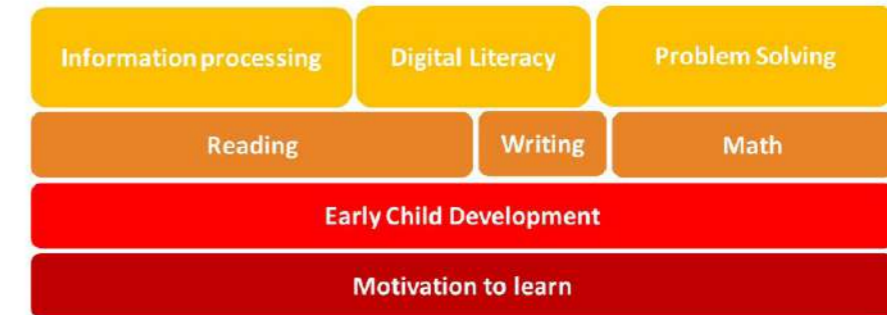 Information processing
Digital Literacy
Problem Solving
Reading
Writing
Math
Early Child Development
Motivation to learn